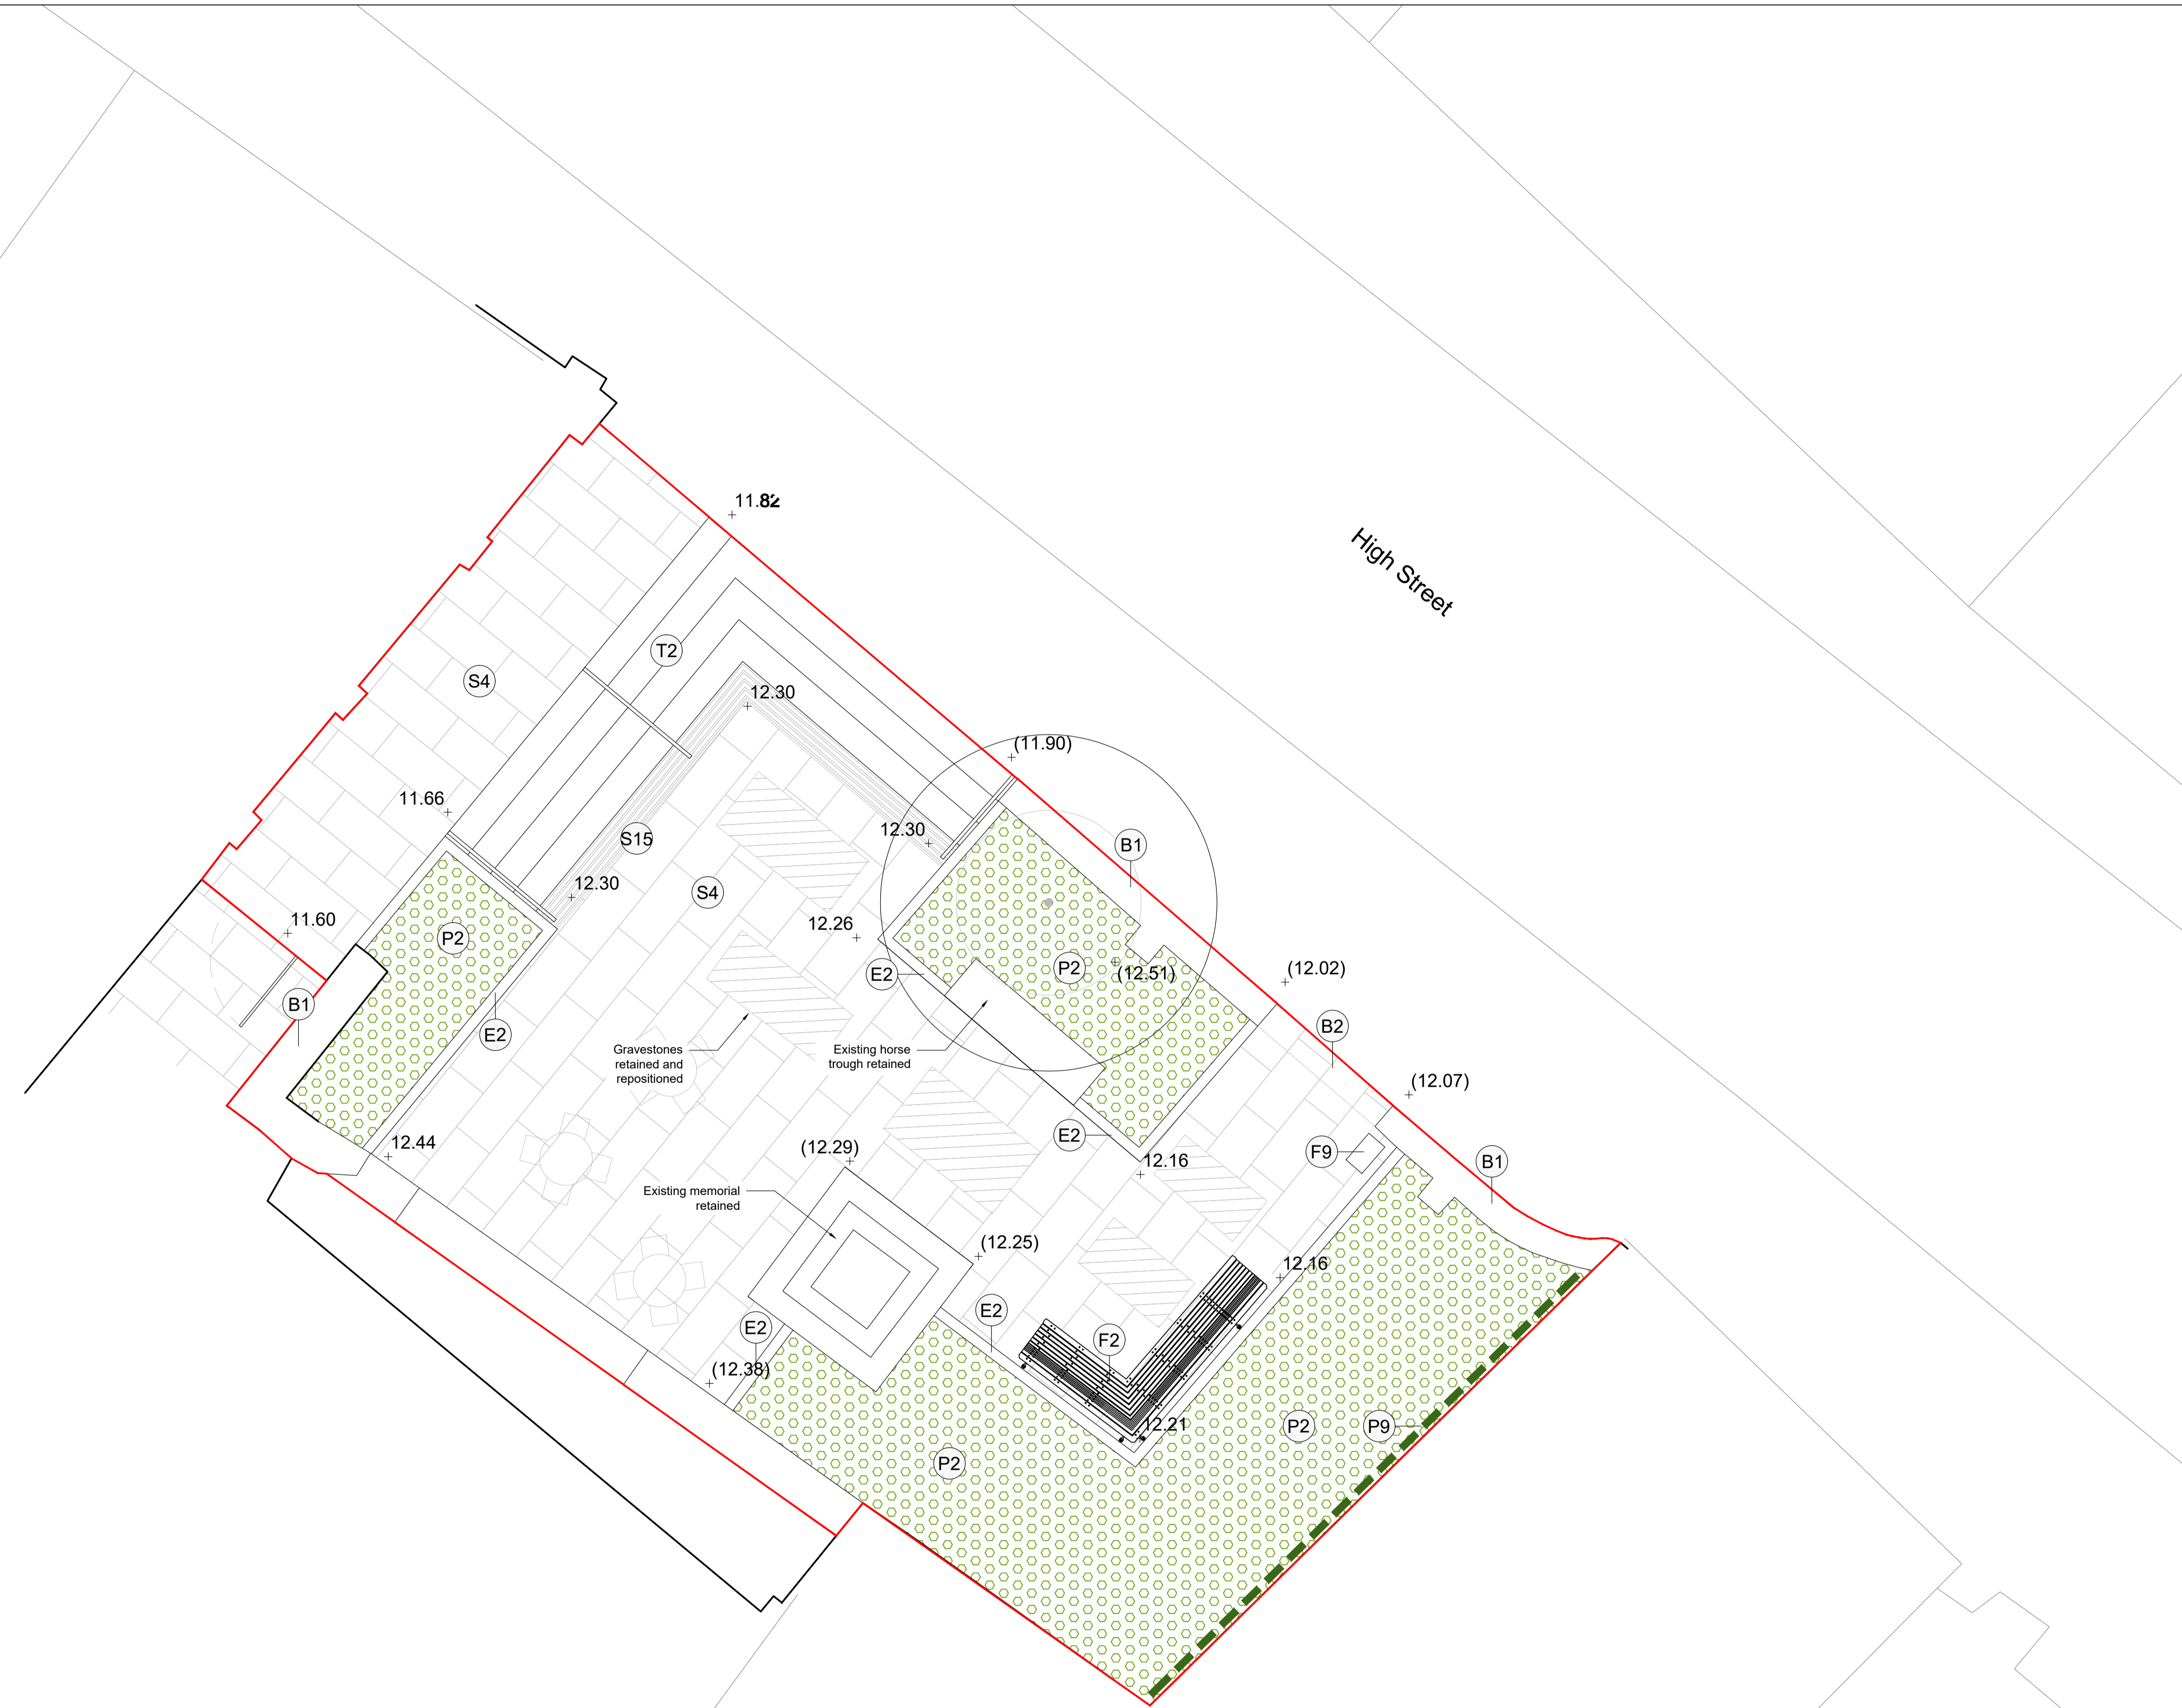 11.82
High Street
T2
S4
12.30
(11.90)
11.66
12.30
S15
B1
12.30
S4
11.60
12.26
P2
P2
(12.51)
E2
(12.02)
B1
B2
E2
Gravestones
retained and
repositioned
Existing horse
trough retained
(12.07)
12.44
E2
(12.29)
12.16
F9
B1
Existing memorial
retained
(12.25)
12.16
E2
E2
F2
(12.38)
12.21
P2
P9
P2